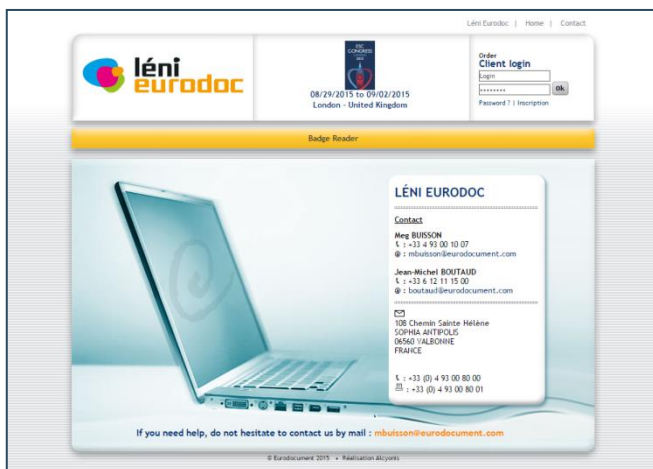 Léni Eurodoc | Home | Contact
léni
eurodoc
ESC
CONGRESS
08/29/2015 to 09/02/2015
London - United Kingdom
Order
Client login
Login
••••••••
Ok
Password ? | Inscription
Badge Reader
LÉNI EURODOC
Contact
Meg BUISSON
: +33 4 93 00 10 07
@ : mbuisson@eurodocument.com
Jean-Michel BOUTAUD
: +33 6 12 11 15 00
@ : boutaud@eurodocument.com
108 Chemin Sainte Hélène
SOPHIA ANTIPOLIS
06560 VALBONNE
FRANCE
: +33 (0) 4 93 00 80 00
: +33 (0) 4 93 00 80 01
If you need help, do not hesitate to contact us by mail : mbuisson@eurodocument.com
© Eurodocument 2015 • Réalisation Alcyonis